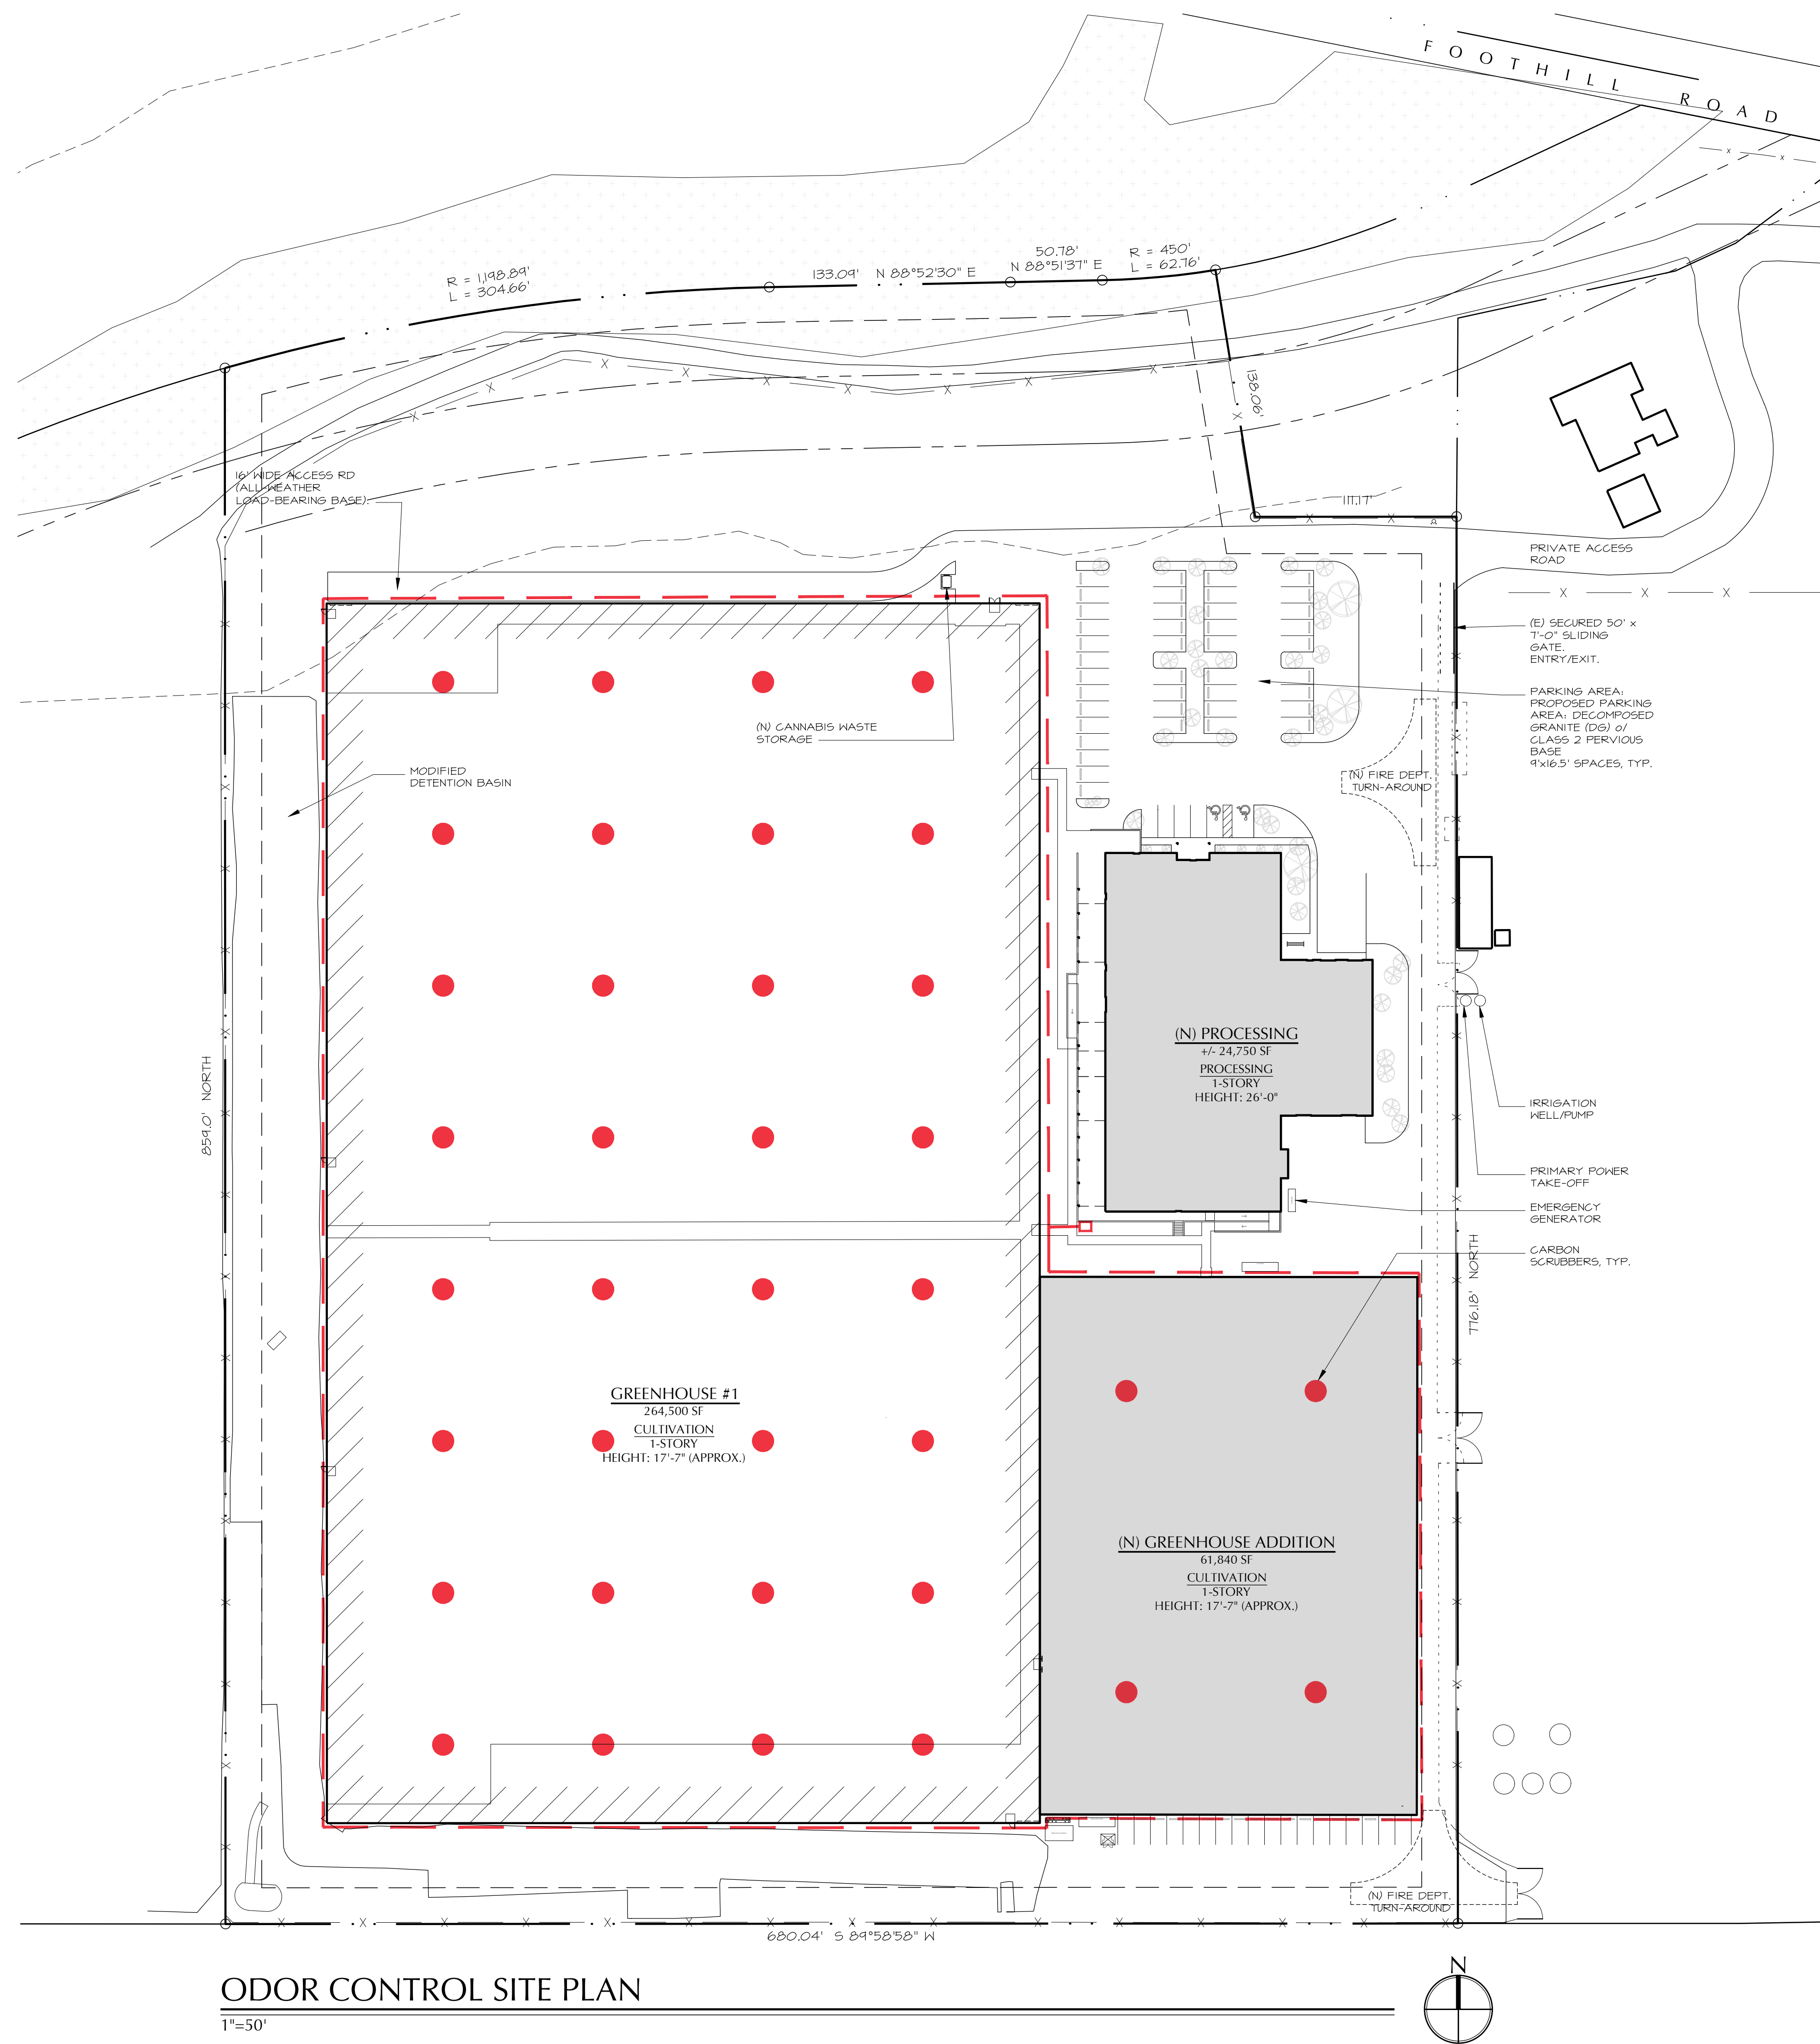 FOOTHILL ROAD
R = 1,198.89'
L = 304.66'
133.09' N 88°52'30" E
50.78'
N 88°51'37" E
R = 450'
L = 62.76'
138.06'
111.17'
16' WIDE ACCESS RD
(ALL-WEATHER
LOAD-BEARING BASE).
PRIVATE ACCESS
ROAD
(E) SECURED 50' x
7'-0" SLIDING
GATE.
ENTRY/EXIT.
PARKING AREA:
PROPOSED PARKING
AREA: DECOMPOSED
GRANITE (DG) o/
CLASS 2 PERVIOUS
BASE
9'x16.5' SPACES, TYP.
(N) CANNABIS WASTE
STORAGE
MODIFIED
DETENTION BASIN
(N) FIRE DEPT.
TURN-AROUND
859.0' NORTH
(N) PROCESSING
+/- 24,750 SF
PROCESSING
1-STORY
HEIGHT: 26'-0"
IRRIGATION
WELL/PUMP
PRIMARY POWER
TAKE-OFF
EMERGENCY
GENERATOR
CARBON
SCRUBBERS, TYP.
776.18' NORTH
GREENHOUSE #1
264,500 SF
CULTIVATION
1-STORY
HEIGHT: 17'-7" (APPROX.)
(N) GREENHOUSE ADDITION
61,840 SF
CULTIVATION
1-STORY
HEIGHT: 17'-7" (APPROX.)
(N) FIRE DEPT.
TURN-AROUND
680.04' S 89°58'58" W
ODOR CONTROL SITE PLAN
1"=50'
N